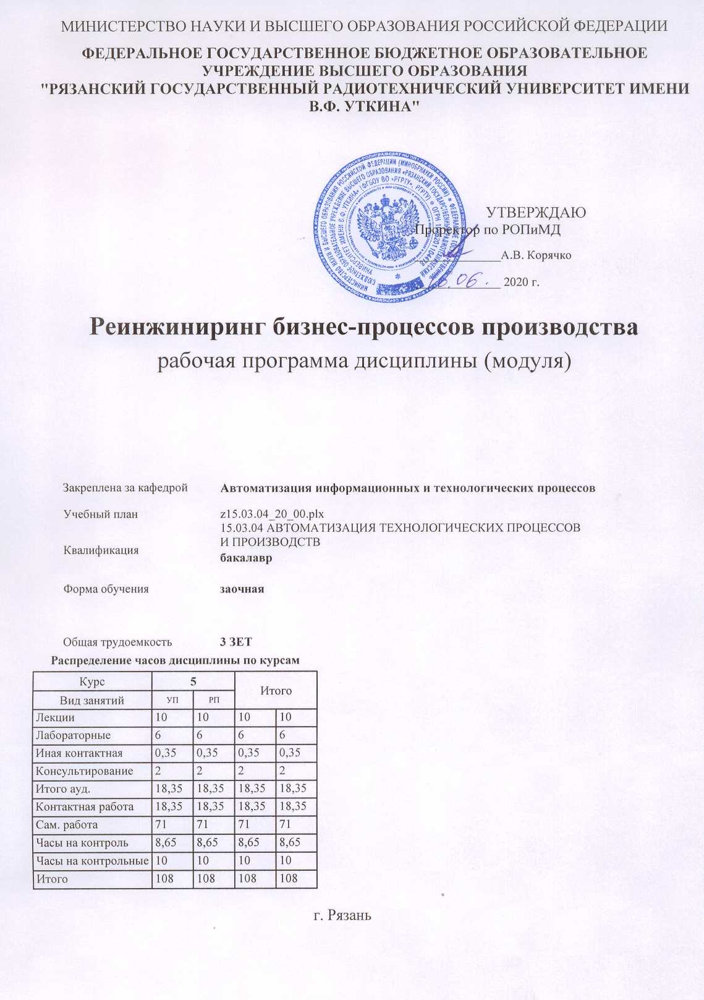 МИНИСТЕРСТВО НАУКИ И ВЫСШЕГО ОБРАЗОВАНИЯ РОССИЙСКОЙ ФЕДЕРАЦИИ
ФЕДЕРАЛЬНОЕ ГОСУДАРСТВЕННОЕ БЮДЖЕТНОЕ ОБРАЗОВАТЕЛЬНОЕ
УЧРЕЖДЕНИЕ ВЫСШЕГО ОБРАЗОВАНИЯ
"РЯЗАНСКИЙ ГОСУДАРСТВЕННЫЙ РАДИОТЕХНИЧЕСКИЙ УНИВЕРСИТЕТ ИМЕНИ
В.Ф. УТКИНА"
УТВЕРЖДАЮ
Проректор по РОПиМД
А.В. Корячко
06. 2020 г.
Реинжиниринг бизнес-процессов производства
рабочая программа дисциплины (модуля)
Закреплена за кафедрой Автоматизация информационных и технологических процессов
Учебный план z15.03.04_20_00.plx
15.03.04 АВТОМАТИЗАЦИЯ ТЕХНОЛОГИЧЕСКИХ ПРОЦЕССОВ
И ПРОИЗВОДСТВ
Квалификация бакалавр
Форма обучения заочная
Общая трудоемкость 3 ЗЕТ
Распределение часов дисциплины по курсам
Курс 5 Итого
Вид занятий УП РП
Лекции 10 10 10 10
Лабораторные 6 6 6 6
Иная контактная 0,35 0,35 0,35 0,35
Консультирование 2 2 2 2
Итого ауд. 18,35 18,35 18,35 18,35
Контактная работа 18,35 18,35 18,35 18,35
Сам. работа 71 71 71 71
Часы на контроль 8,65 8,65 8,65 8,65
Часы на контрольные 10 10 10 10
Итого 108 108 108 108
г. Рязань